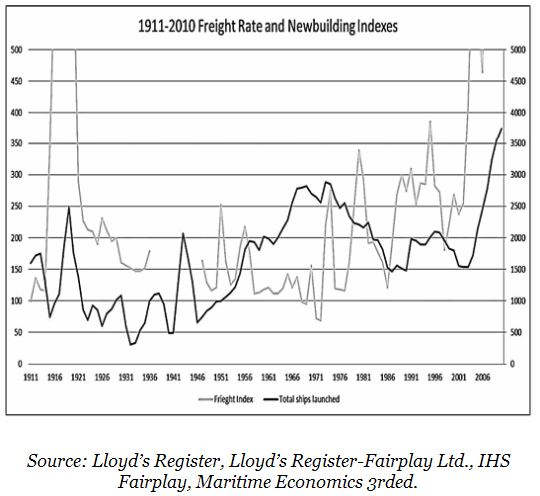 1911-2010 Freight Rate and Newbuilding Indexes
500 5000
450 4500
400 4000
350 3500
300 3000
250 2500
200 2000
150 1500
100 1000
50 500
0 0
1911 1916 1921 1926 1931 1936 1941 1946 1951 1956 1961 1966 1971 1976 1981 1986 1991 1996 2001 2006
Frieght Index Total ships launched
Source: Lloyd's Register, Lloyd's Register-Fairplay Ltd., IHS
Fairplay, Maritime Economics 3rded.